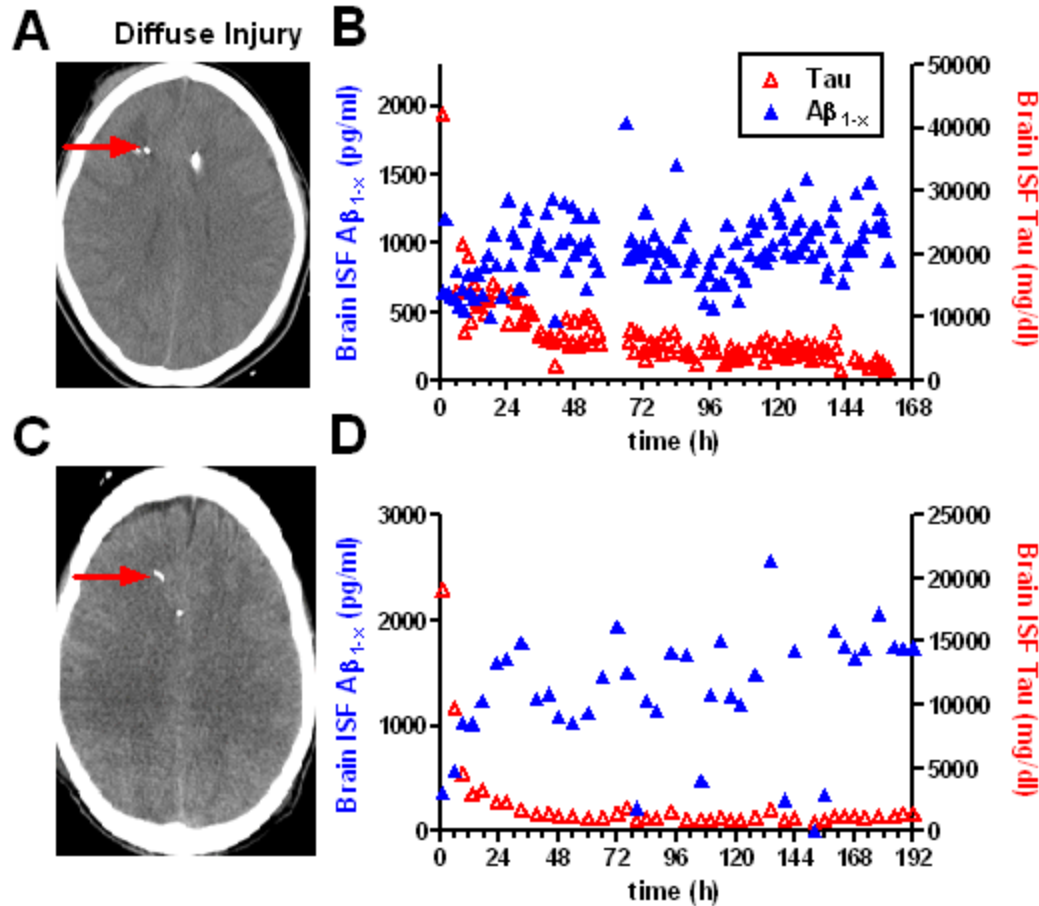 A
Diffuse Injury
B
Brain ISF Aβ1-x (pg/ml)
2000
1500
1000
500
0
Tau
Aβ1-x
50000
40000
30000
20000
10000
0
Brain ISF Tau (mg/dl)
0 24 48 72 96 120 144 168
time (h)
C
D
Brain ISF Aβ1-x (pg/ml)
3000
2000
1000
0
25000
20000
15000
10000
5000
0
Brain ISF Tau (mg/dl)
0 24 48 72 96 120 144 168 192
time (h)